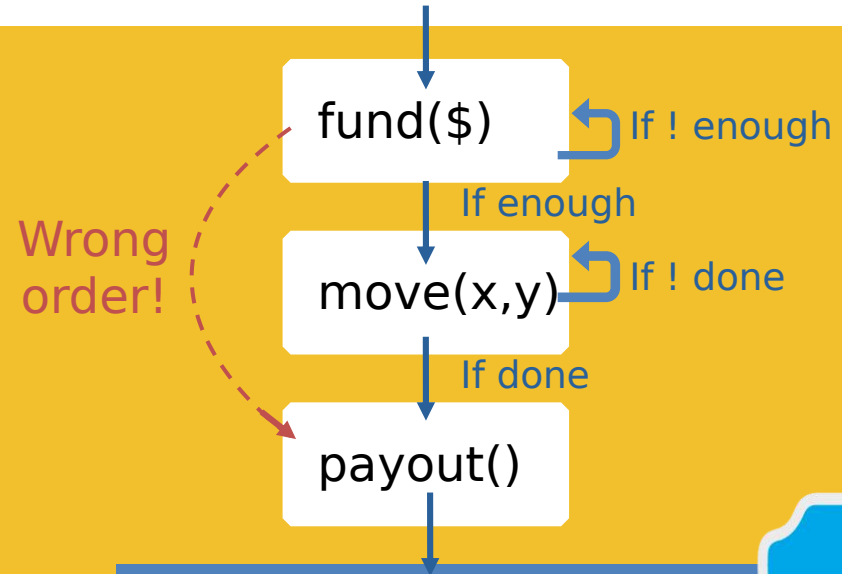 fund($)
If ! enough
If enough
Wrong
order!
move(x,y)
If ! done
If done
payout()